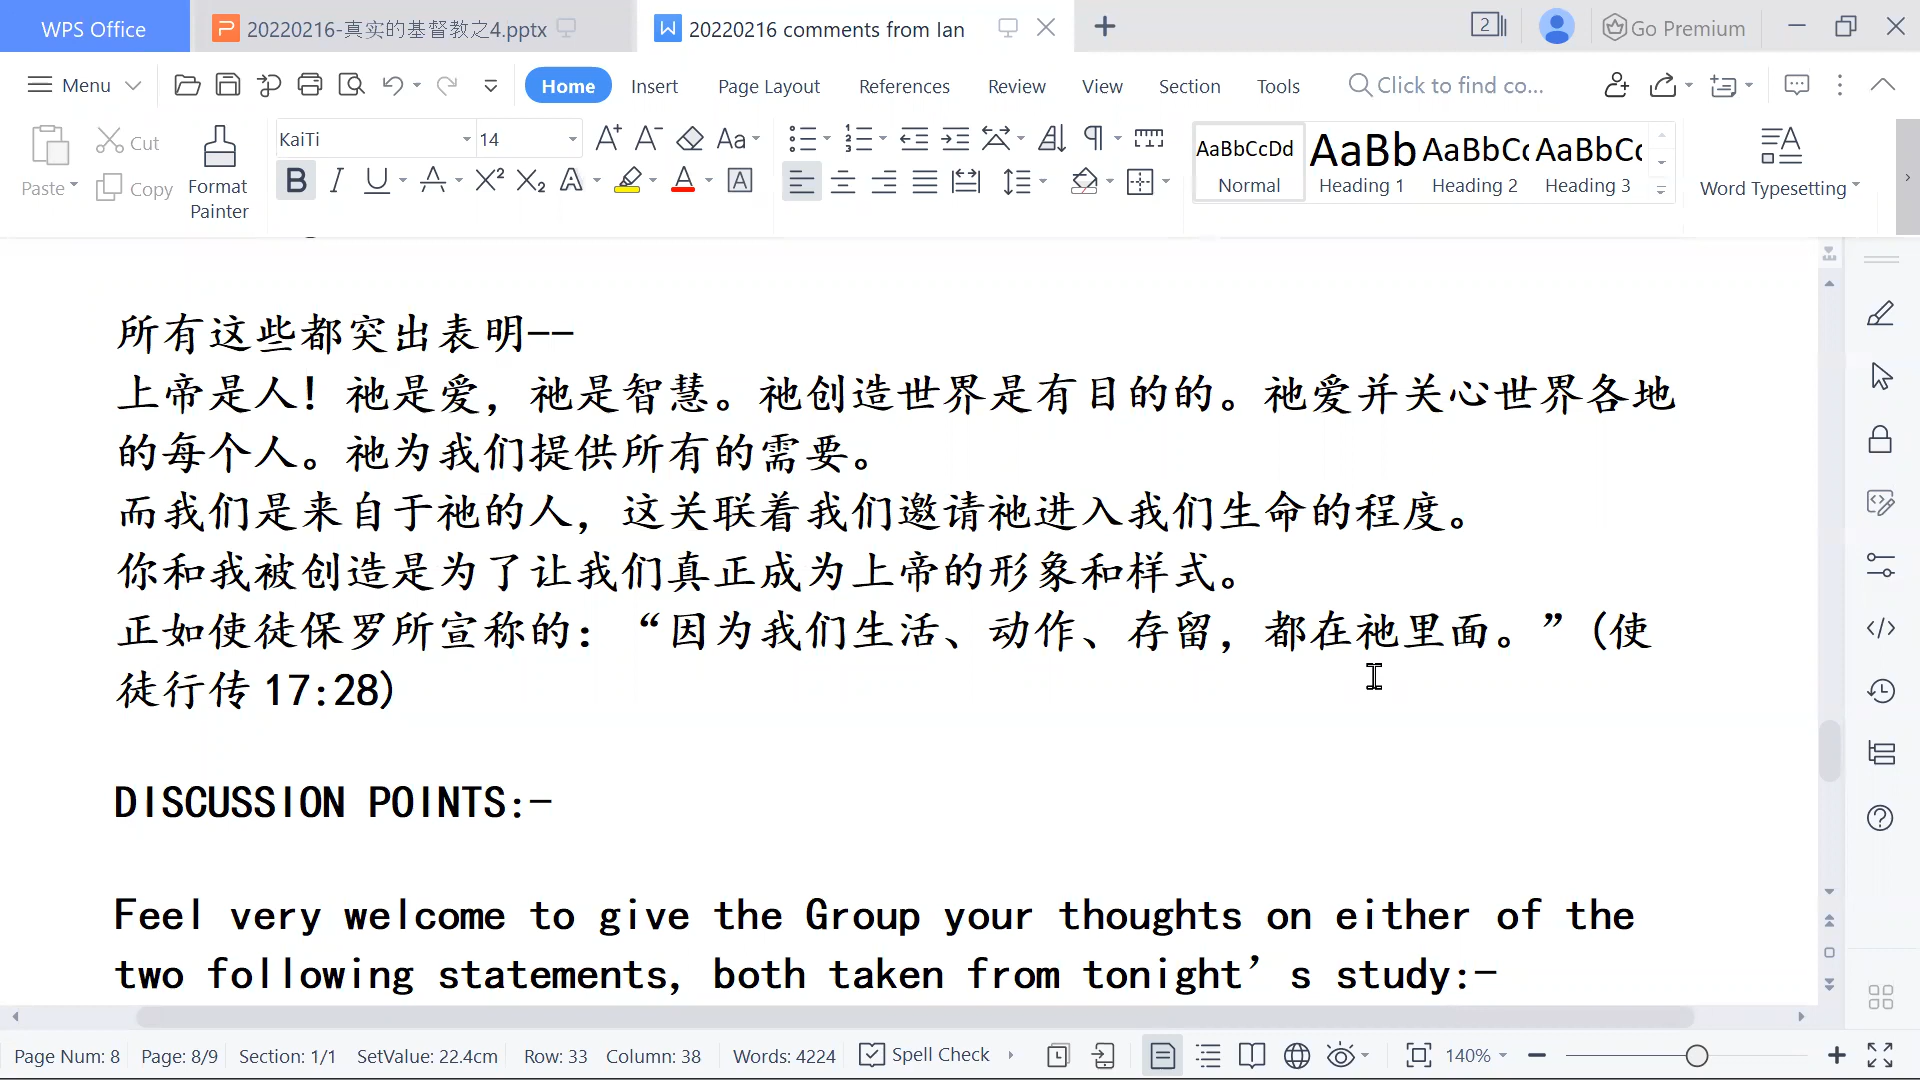 WPS Office
20220216-真实的基督教之4.pptx
20220216 comments from Ian
2
Go Premium
Menu
Home
Insert
Page Layout
References
Review
View
Section
Tools
Click to find co...
Paste
Cut
Copy
Format
Painter
KaiTi
14
AaBbCcDd
Normal
AaBb
Heading 1
AaBbCc
Heading 2
AaBbCc
Heading 3
Word Typesetting
所有这些都突出表明--
上帝是人!祂是爱,祂是智慧。祂创造世界是有目的的。祂爱并关心世界各地
的每个人。祂为我们提供所有的需要。
而我们是来自于祂的人,这关联着我们邀请祂进入我们生命的程度。
你和我被创造是为了让我们真正成为上帝的形象和样式。
正如使徒保罗所宣称的:“因为我们生活、动作、存留,都在祂里面。”(使
徒行传 17:28)
DISCUSSION POINTS:-
Feel very welcome to give the Group your thoughts on either of the
two following statements, both taken from tonight’s study:-
Page Num: 8
Page: 8/9
Section: 1/1
SetValue: 22.4cm
Row: 33
Column: 38
Words: 4224
Spell Check
140%